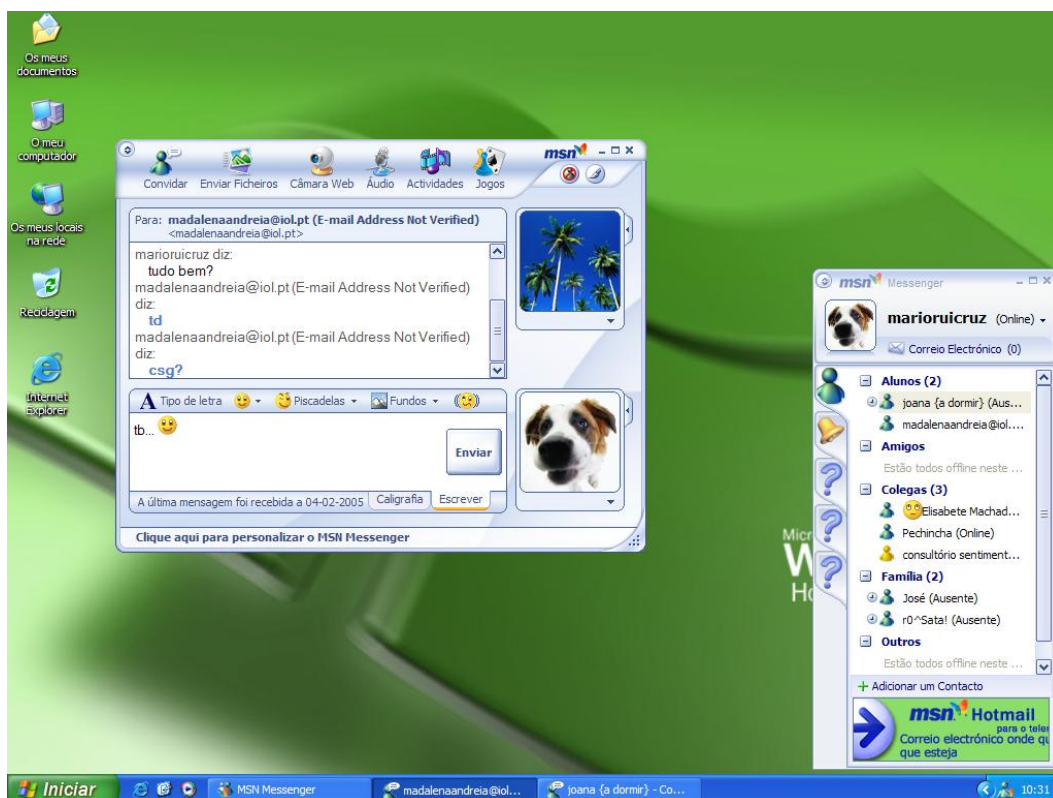 Os meus
documentos
O meu
computador
Os meus locais
na rede
Reciclagem
Internet
Explorer
msn
Convidar Enviar Ficheiros Câmara Web Áudio Actividades Jogos
Para: madalenaandreia@iol.pt (E-mail Address Not Verified)
<madalenaandreia@iol.pt>
marioruicruz diz:
tudo bem?
madalenaandreia@iol.pt (E-mail Address Not Verified)
diz:
td
madalenaandreia@iol.pt (E-mail Address Not Verified)
diz:
csg?
A Tipo de letra Piscadelas Fundos
tb...
Enviar
A última mensagem foi recebida a 04-02-2005 Caligrafia Escrever
Clique aqui para personalizar o MSN Messenger
msn Messenger
marioruicruz (Online)
Correio Electrónico (0)
Alunos (2)
joana {a dormir} (Aus...
madalenaandreia@iol....
Amigos
Estão todos offline neste ...
Colegas (3)
Elisabete Machad...
Pechincha (Online)
consultório sentiment...
Família (2)
José (Ausente)
r0^Sata! (Ausente)
Outros
Estão todos offline neste ...
Adicionar um Contacto
msn Hotmail
para o tele
Correio electrónico onde qu
que esteja
Micr
W
Ho
Iniciar MSN Messenger madalenaandreia@iol... joana {a dormir} - Co... 10:31